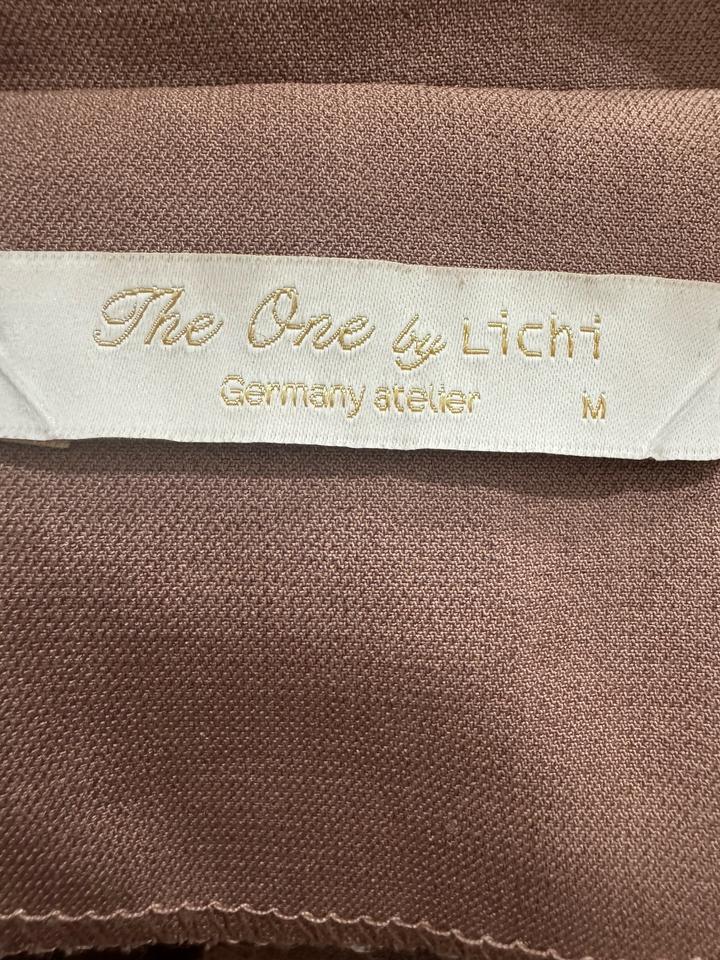 The One by Lichi
Germany atelier M